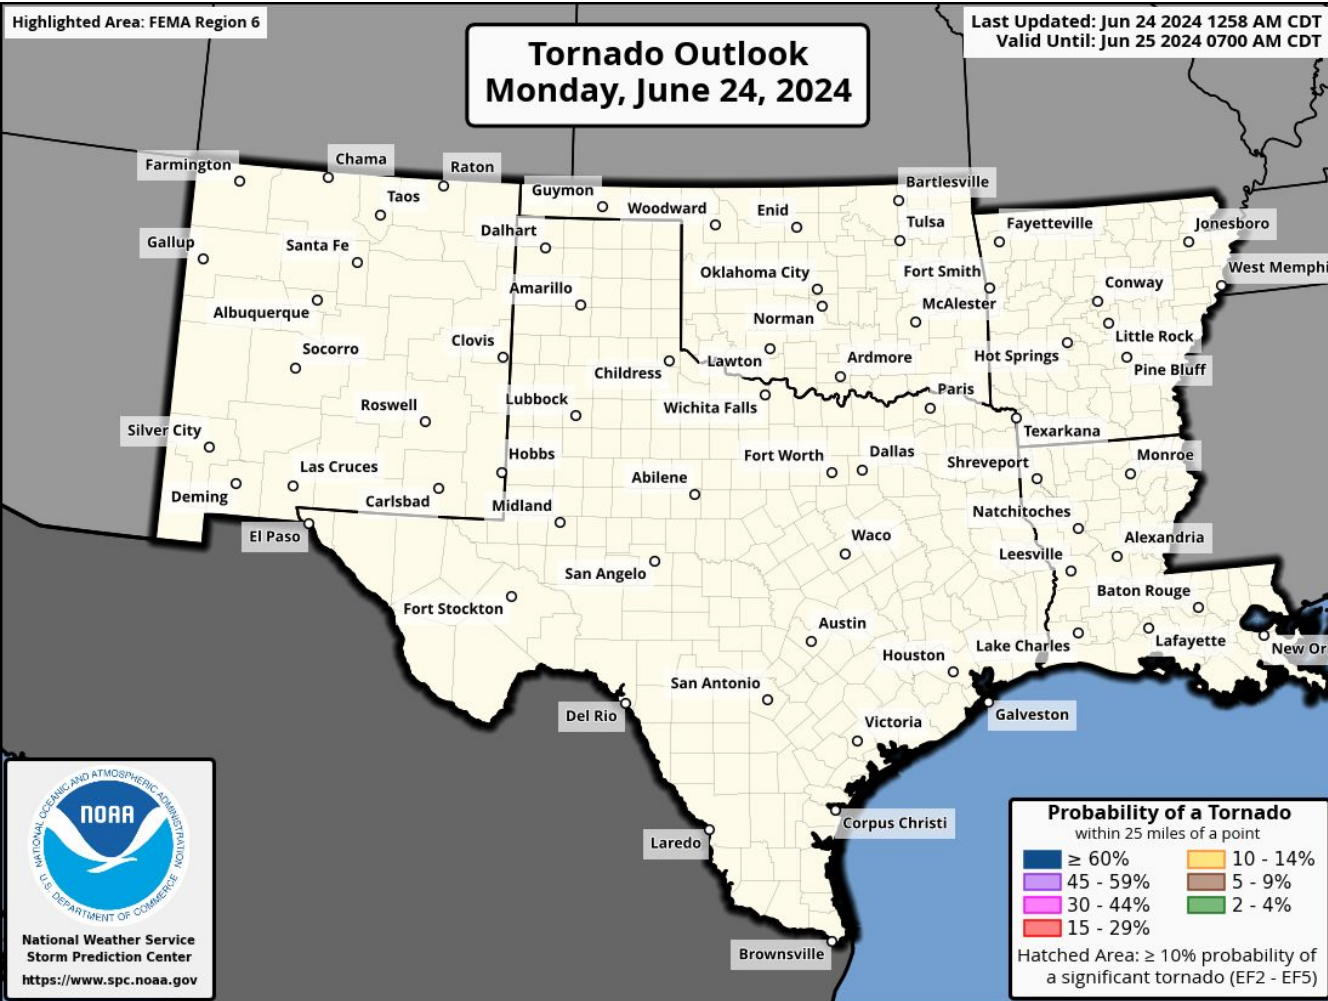 Highlighted Area: FEMA Region 6
Last Updated: Jun 24 2024 1258 AM CDT
Valid Until: Jun 25 2024 0700 AM CDT
Tornado Outlook
Monday, June 24, 2024
Farmington
Chama
Raton
Taos
Guymon
Woodward
Enid
Bartlesville
Tulsa
Fayetteville
Jonesboro
Gallup
Santa Fe
Dalhart
Oklahoma City
Fort Smith
West Memphi
Amarillo
Conway
Albuquerque
Norman
McAlester
Socorro
Clovis
Little Rock
Childress
Lawton
Ardmore
Hot Springs
Pine Bluff
Roswell
Lubbock
Wichita Falls
Paris
Silver City
Texarkana
Las Cruces
Hobbs
Fort Worth
Dallas
Shreveport
Monroe
Deming
Carlsbad
Midland
Abilene
Natchitoches
El Paso
Waco
Leesville
Alexandria
San Angelo
Fort Stockton
Baton Rouge
Austin
Lake Charles
Lafayette
New Or
Houston
San Antonio
Del Rio
Victoria
Galveston
Corpus Christi
Laredo
Brownsville
NATIONAL OCEANIC AND ATMOSPHERIC ADMINISTRATION
NOAA
U.S. DEPARTMENT OF COMMERCE
National Weather Service
Storm Prediction Center
https://www.spc.noaa.gov
Probability of a Tornado
within 25 miles of a point
≥ 60%
45 - 59%
30 - 44%
15 - 29%
10 - 14%
5 - 9%
2 - 4%
Hatched Area: ≥ 10% probability of
a significant tornado (EF2 - EF5)